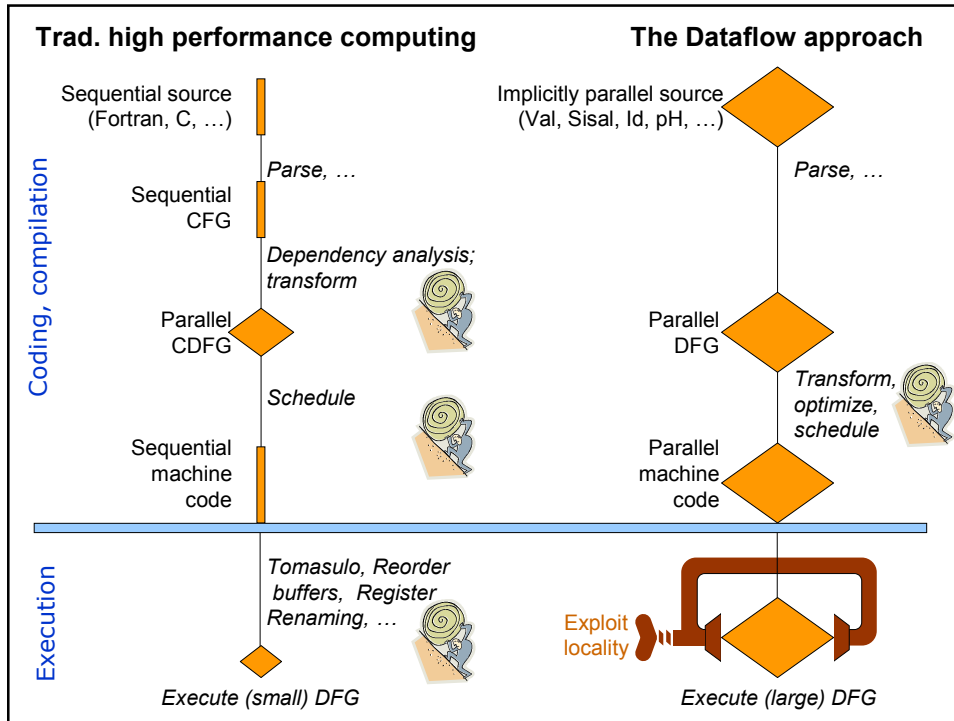 Trad. high performance computing
The Dataflow approach
Coding, compilation
Sequential source
(Fortran, C, …)
Parse, …
Sequential
CFG
Dependency analysis;
transform
Parallel
CDFG
Schedule
Sequential
machine
code
Implicitly parallel source
(Val, Sisal, Id, pH, …)
Parse, …
Parallel
DFG
Transform,
optimize,
schedule
Parallel
machine
code
Execution
Tomasulo, Reorder
buffers, Register
Renaming, …
Execute (small) DFG
Exploit
locality
Execute (large) DFG